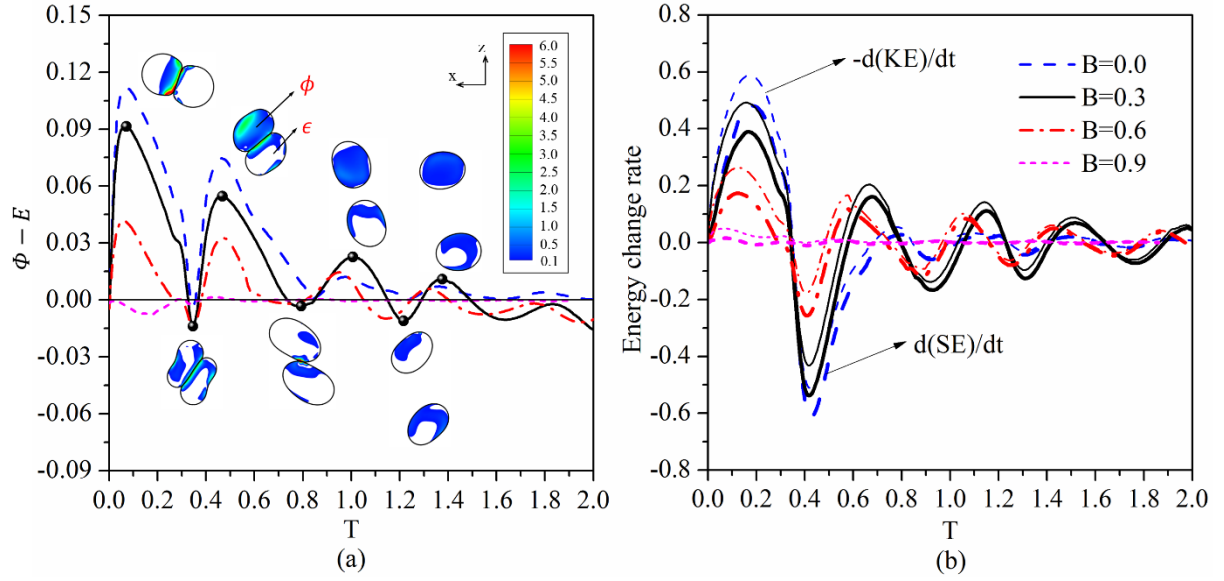 0.15
0.12
0.09
0.06
0.03
0.00
-0.03
-0.06
-0.09
Φ − E
0.0 0.2 0.4 0.6 0.8 1.0 1.2 1.4 1.6 1.8 2.0
T
(a)
ϕ
ϵ
z
x
6.0
5.0
4.5
4.0
3.5
3.0
2.5
2.0
1.5
1.0
0.5
0.1
0.8
0.6
0.4
0.2
0.0
-0.2
-0.4
-0.6
-0.8
Energy change rate
0.0 0.2 0.4 0.6 0.8 1.0 1.2 1.4 1.6 1.8 2.0
T
(b)
-d(KE)/dt
d(SE)/dt
B=0.0
B=0.3
B=0.6
B=0.9